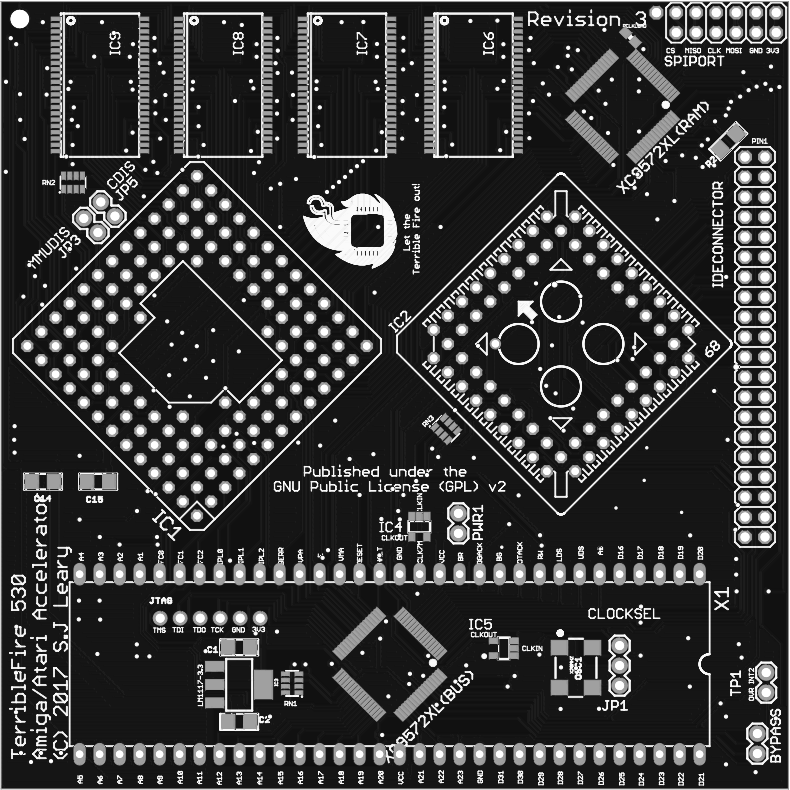 Revision 3
IC9
IC8
IC7
IC6
CS MISO CLK MOSI GND 3V3
SPIPORT
XC9572XL(RAM)
PIN1
IDECONNECTOR
RN2
CDIS
JP5
MMUDIS
JP3
Let the
Terrible Fire out!
IC2
68
RN3
Published under the
GNU Public License (GPL) v2
C15
IC1
CLKIN
IC4
CLKOUT
PWR1
A4 A3 A2 A1 FC0 FC1 FC2 IPL0 IPL1 IPL2 BERR VPA E VMA RESET HALT GND CLK7M VCC BR BGACK BG DTACK RW LDS UDS AS D16 D17 D18 D19 D20
X1
JTAG
TMS TDI TDO TCK GND 3V3
C1
LM1117-3.3
IC3
RN1
C2
XC9572XL(BUS)
IC5
CLKOUT
CLKIN
CLOCKSEL
OSC1
JP1
TP1
OVR INT2
BYPASS
A5 A6 A7 A8 A9 A10 A11 A12 A13 A14 A15 A16 A17 A18 A19 A20 VCC A21 A22 A23 GND D31 D30 D29 D28 D27 D26 D25 D24 D23 D22 D21
TerribleFire 530
Amiga/Atari Accelerator
(C) 2017 S.J Leary